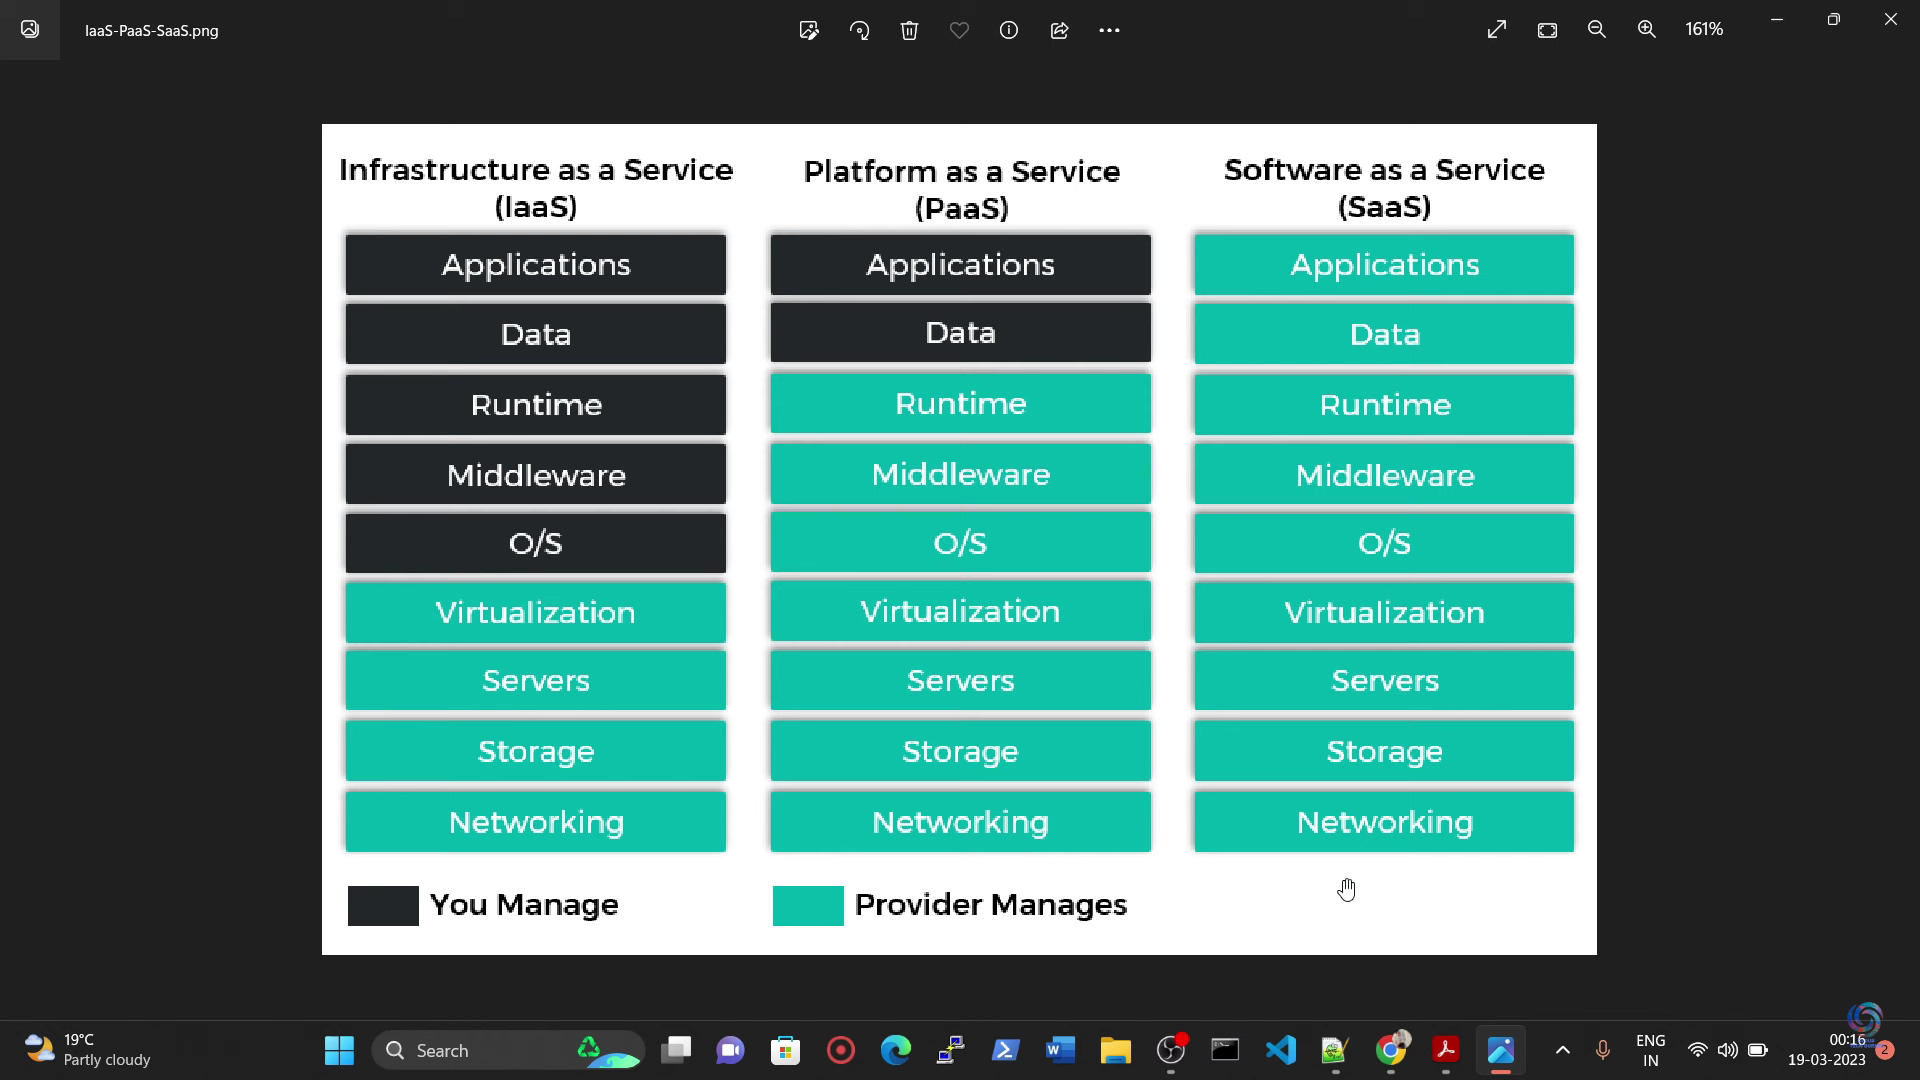 IaaS-PaaS-SaaS.png
161%
Infrastructure as a Service
(IaaS)
Applications
Data
Runtime
Middleware
O/S
Virtualization
Servers
Storage
Networking
Platform as a Service
(PaaS)
Applications
Data
Runtime
Middleware
O/S
Virtualization
Servers
Storage
Networking
Software as a Service
(SaaS)
Applications
Data
Runtime
Middleware
O/S
Virtualization
Servers
Storage
Networking
You Manage
Provider Manages
19°C
Partly cloudy
Search
ENG
IN
00:16
19-03-2023
2